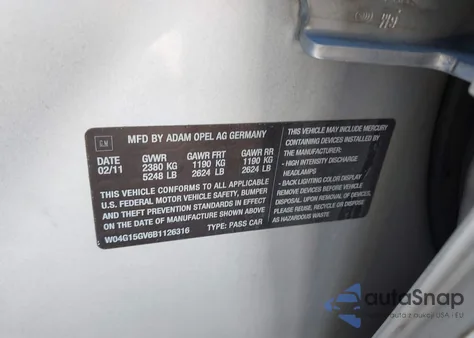 GM
MFD BY ADAM OPEL AG GERMANY
DATE GVWR GAWR FRT GAWR RR
02/11 2380 KG 1190 KG 1190 KG
5248 LB 2624 LB 2624 LB
THIS VEHICLE CONFORMS TO ALL APPLICABLE
U.S. FEDERAL MOTOR VEHICLE SAFETY, BUMPER
AND THEFT PREVENTION STANDARDS IN EFFECT
ON THE DATE OF MANUFACTURE SHOWN ABOVE
W04G15GV6B1126316 TYPE: PASS CAR
THIS VEHICLE MAY INCLUDE MERCURY
CONTAINING DEVICES INSTALLED BY
THE MANUFACTURER:
- HIGH INTENSITY DISCHARGE
HEADLAMPS
- BACK LIGHTING COLOR DISPLAY
REMOVE DEVICES BEFORE VEHICLE
DISPOSAL
PLEASE REUSE, RECYCLE OR DISPOSE
AS HAZARDOUS WASTE
autoSnap
auta z aukcji USA / EU